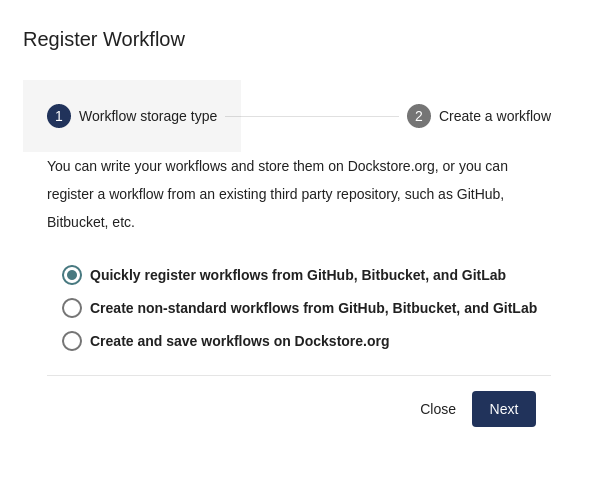 Register Workflow
1 Workflow storage type 2 Create a workflow
You can write your workflows and store them on Dockstore.org, or you can
register a workflow from an existing third party repository, such as GitHub,
Bitbucket, etc.
Quickly register workflows from GitHub, Bitbucket, and GitLab
Create non-standard workflows from GitHub, Bitbucket, and GitLab
Create and save workflows on Dockstore.org
Close Next